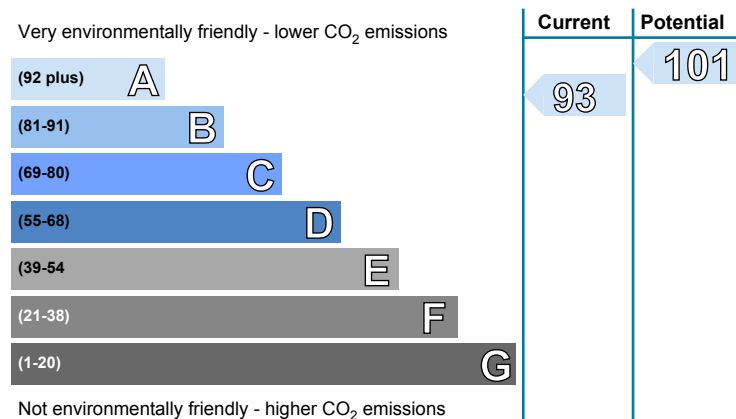 Very environmentally friendly - lower CO₂ emissions
Current
Potential
(92 plus) A
(81-91) B
(69-80) C
(55-68) D
(39-54 E
(21-38) F
(1-20) G
93
101
Not environmentally friendly - higher CO₂ emissions